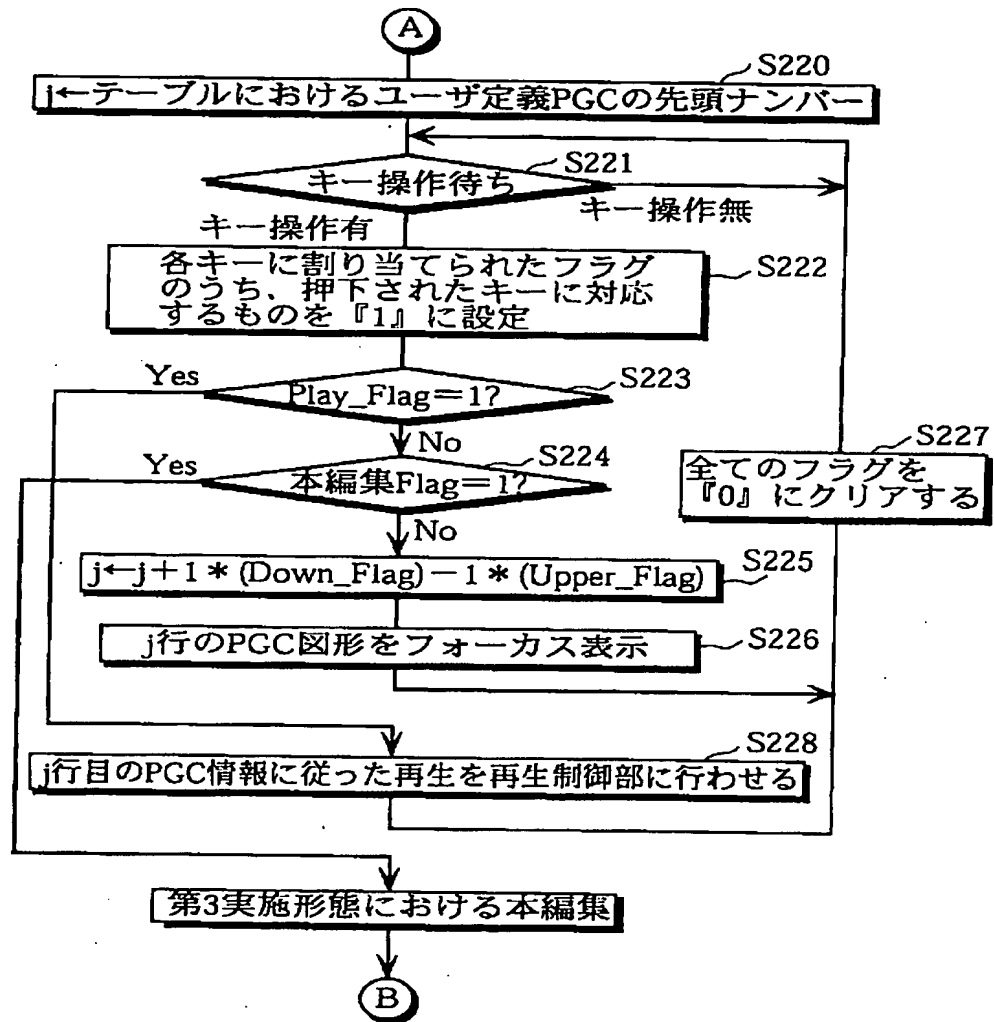 A
S220
j←テーブルにおけるユーザ定義PGCの先頭ナンバー
S221
キー操作待ち
キー操作無
キー操作有
S222
各キーに割り当てられたフラグ
のうち、押下されたキーに対応
するものを『1』に設定
Yes
S223
Play_Flag=1?
No
S227
全てのフラグを
『0』にクリアする
Yes
S224
本編集Flag=1?
No
S225
j←j+1*(Down_Flag)-1*(Upper_Flag)
S226
j行のPGC図形をフォーカス表示
S228
j行目のPGC情報に従った再生を再生制御部に行わせる
第3実施形態における本編集
B